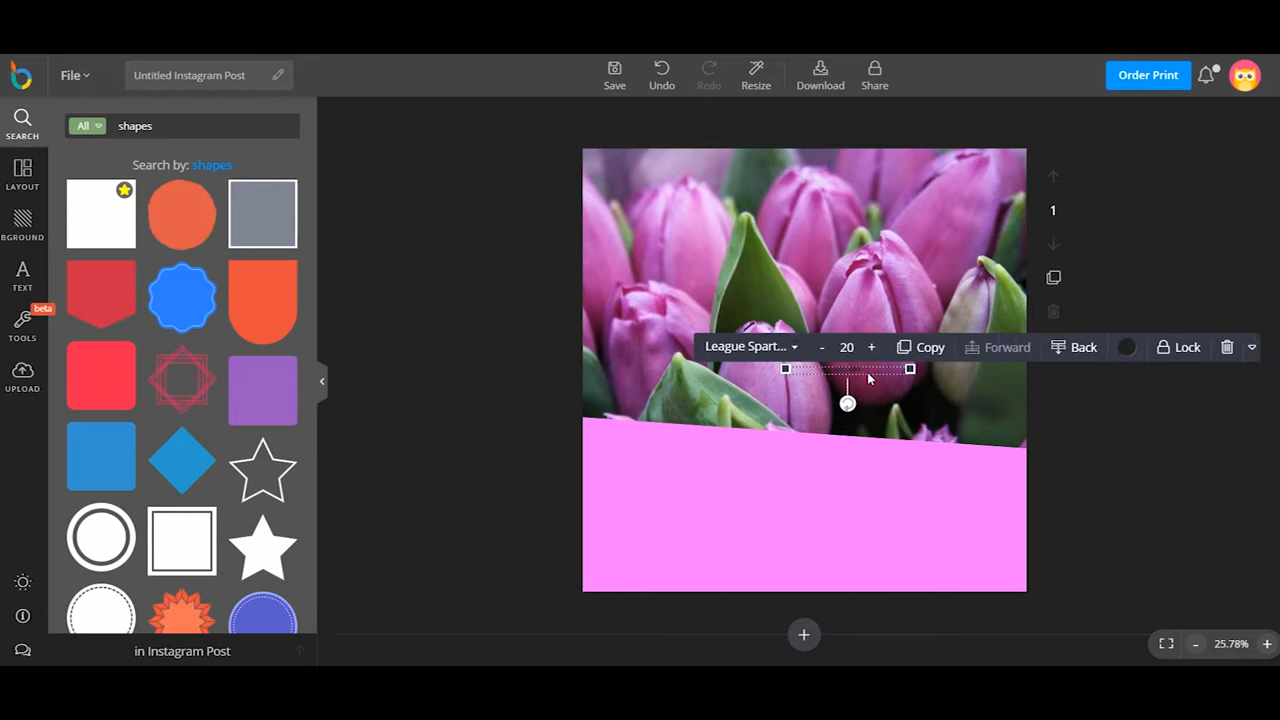 File
Untitled Instagram Post
Save
Undo
Redo
Resize
Download
Share
Order Print
SEARCH
LAYOUT
BGROUND
TEXT
beta
TOOLS
UPLOAD
All
shapes
Search by: shapes
in Instagram Post
1
League Spart...
- 20 +
Copy
Forward
Back
Lock
- 25.78% +